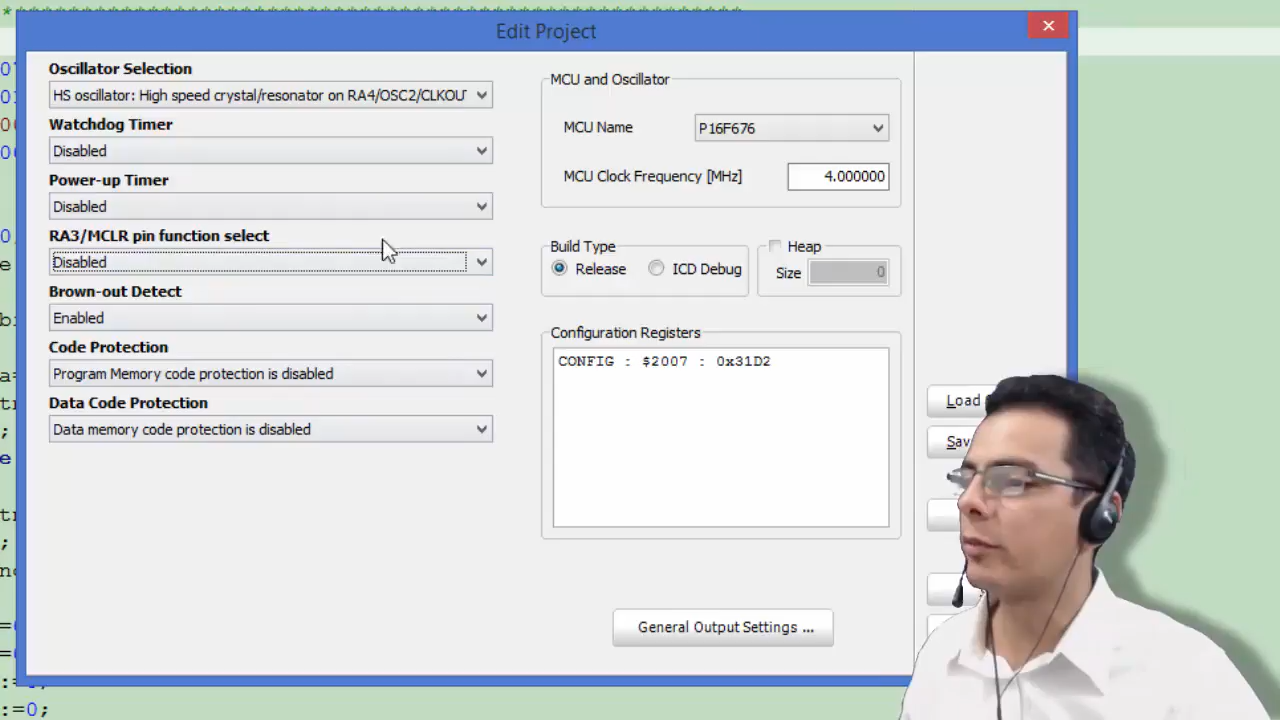 Edit Project
Oscillator Selection
HS oscillator: High speed crystal/resonator on RA4/OSC2/CLKOU
Watchdog Timer
Disabled
Power-up Timer
Disabled
RA3/MCLR pin function select
Disabled
Brown-out Detect
Enabled
Code Protection
Program Memory code protection is disabled
Data Code Protection
Data memory code protection is disabled
MCU and Oscillator
MCU Name
P16F676
MCU Clock Frequency [MHz]
4.000000
Build Type
Release
ICD Debug
Heap
Size
0
Configuration Registers
CONFIG : $2007 : 0x31D2
General Output Settings ...
Load
:=0;